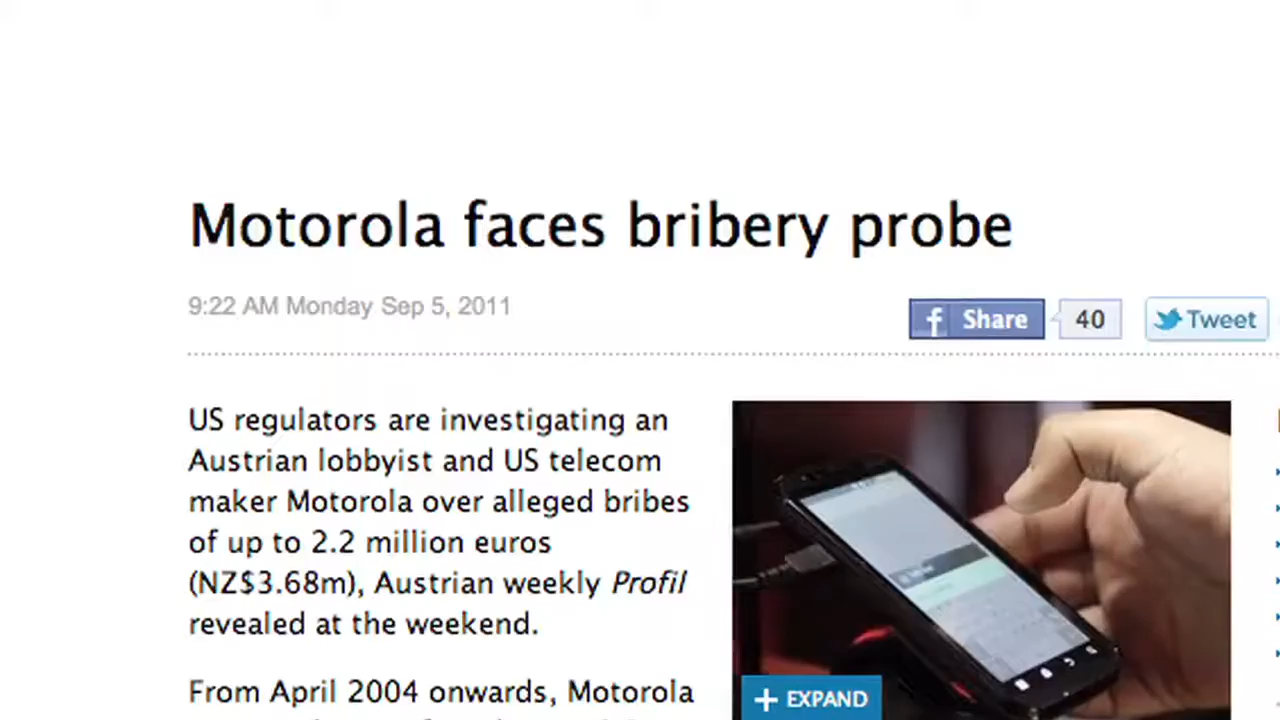 Motorola faces bribery probe
9:22 AM Monday Sep 5, 2011
Share 40 Tweet
US regulators are investigating an
Austrian lobbyist and US telecom
maker Motorola over alleged bribes
of up to 2.2 million euros
(NZ$3.68m), Austrian weekly Profil
revealed at the weekend.
EXPAND
From April 2004 onwards, Motorola